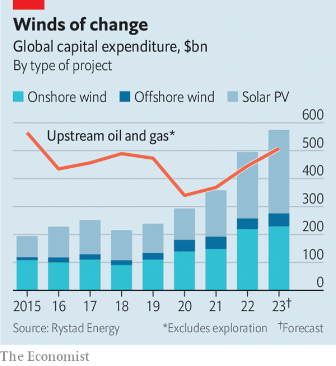 Winds of change
Global capital expenditure, $bn
By type of project
Onshore wind Offshore wind Solar PV
600
Upstream oil and gas*
500
400
300
200
100
0
2015 16 17 18 19 20 21 22 23†
Source: Rystad Energy *Excludes exploration †Forecast
The Economist